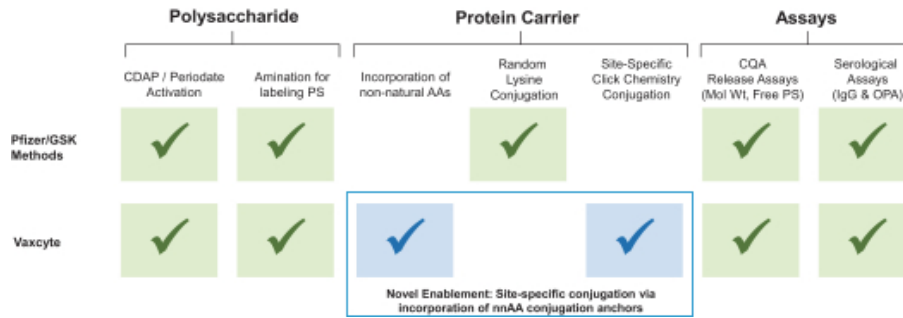 Polysaccharide
Protein Carrier
Assays
CDAP / Periodate
Activation
Amination for
labeling PS
Incorporation of
non-natural AAs
Random
Lysine
Conjugation
Site-Specific
Click Chemistry
Conjugation
CQA
Release Assays
(Mol Wt, Free PS)
Serological
Assays
(IgG & OPA)
Pfizer/GSK
Methods
Vaxcyte
Novel Enablement: Site-specific conjugation via
incorporation of nnAA conjugation anchors